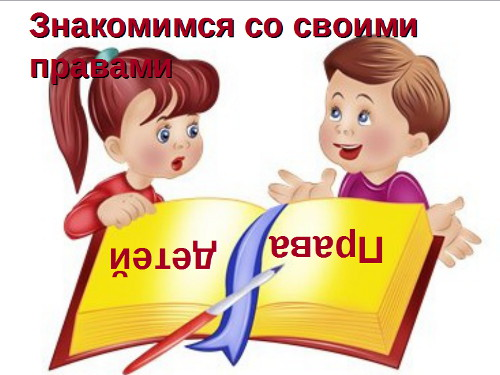 Знакомимся со своими
правами
Права
детей